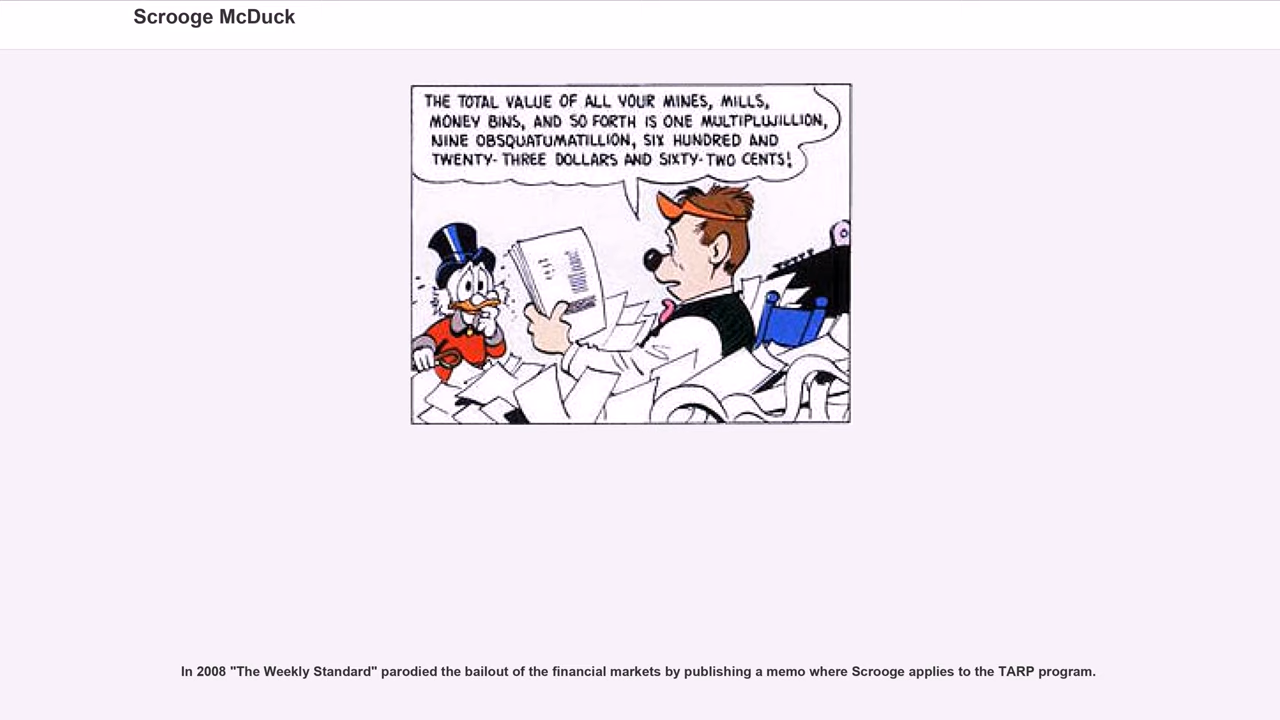 Scrooge McDuck
THE TOTAL VALUE OF ALL YOUR MINES, MILLS,
MONEY BINS, AND SO FORTH IS ONE MULTIPLUJILLION,
NINE OBSQUATUMATILLION, SIX HUNDRED AND
TWENTY-THREE DOLLARS AND SIXTY-TWO CENTS!
In 2008 "The Weekly Standard" parodied the bailout of the financial markets by publishing a memo where Scrooge applies to the TARP program.